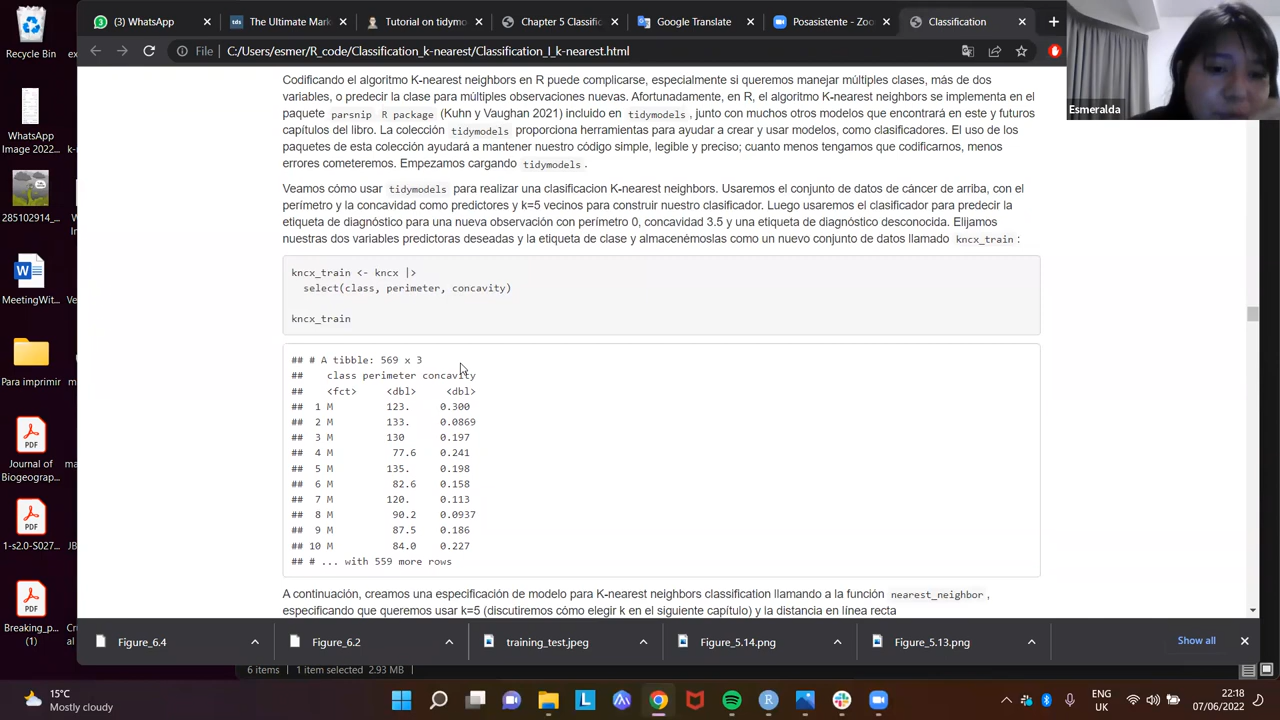 Recycle Bin
WhatsApp
Image 2022...
285102914_...
MeetingWit...
Para imprimir
Journal of
Biogeograp...
1-s2.0-S027...
Breaking_p...
(1)
(3) WhatsApp
The Ultimate Mark
Tutorial on tidymo
Chapter 5 Classific
Google Translate
Posasistente - Zoo
Classification
File
C:/Users/esmer/R_code/Classification_k-nearest/Classification_I_k-nearest.html
Esmeralda
Codificando el algoritmo K-nearest neighbors en R puede complicarse, especialmente si queremos manejar múltiples clases, más de dos
variables, o predecir la clase para múltiples observaciones nuevas. Afortunadamente, en R, el algoritmo K-nearest neighbors se implementa en el
paquete parsnip R package (Kuhn y Vaughan 2021) incluido en tidymodels, junto con muchos otros modelos que encontrará en este y futuros
capítulos del libro. La colección tidymodels proporciona herramientas para ayudar a crear y usar modelos, como clasificadores. El uso de los
paquetes de esta colección ayudará a mantener nuestro código simple, legible y preciso; cuanto menos tengamos que codificarnos, menos
errores cometeremos. Empezamos cargando tidymodels.
Veamos cómo usar tidymodels para realizar una clasificacion K-nearest neighbors. Usaremos el conjunto de datos de cáncer de arriba, con el
perímetro y la concavidad como predictores y k=5 vecinos para construir nuestro clasificador. Luego usaremos el clasificador para predecir la
etiqueta de diagnóstico para una nueva observación con perímetro 0, concavidad 3.5 y una etiqueta de diagnóstico desconocida. Elijamos
nuestras dos variables predictoras deseadas y la etiqueta de clase y almacenémoslas como un nuevo conjunto de datos llamado kncx_train:
kncx_train <- kncx |>
select(class, perimeter, concavity)
kncx_train
## # A tibble: 569 x 3
## class perimeter concavity
## <fct> <dbl> <dbl>
## 1 M 123. 0.300
## 2 M 133. 0.0869
## 3 M 130 0.197
## 4 M 77.6 0.241
## 5 M 135. 0.198
## 6 M 82.6 0.158
## 7 M 120. 0.113
## 8 M 90.2 0.0937
## 9 M 87.5 0.186
## 10 M 84.0 0.227
## # ... with 559 more rows
A continuación, creamos una especificación de modelo para K-nearest neighbors classification llamando a la función nearest_neighbor,
especificando que queremos usar k=5 (discutiremos cómo elegir k en el siguiente capítulo) y la distancia en línea recta
Figure_6.4
Figure_6.2
training_test.jpeg
Figure_5.14.png
Figure_5.13.png
Show all
6 items
1 item selected 2.93 MB
15°C
Mostly cloudy
ENG
UK
22:18
07/06/2022